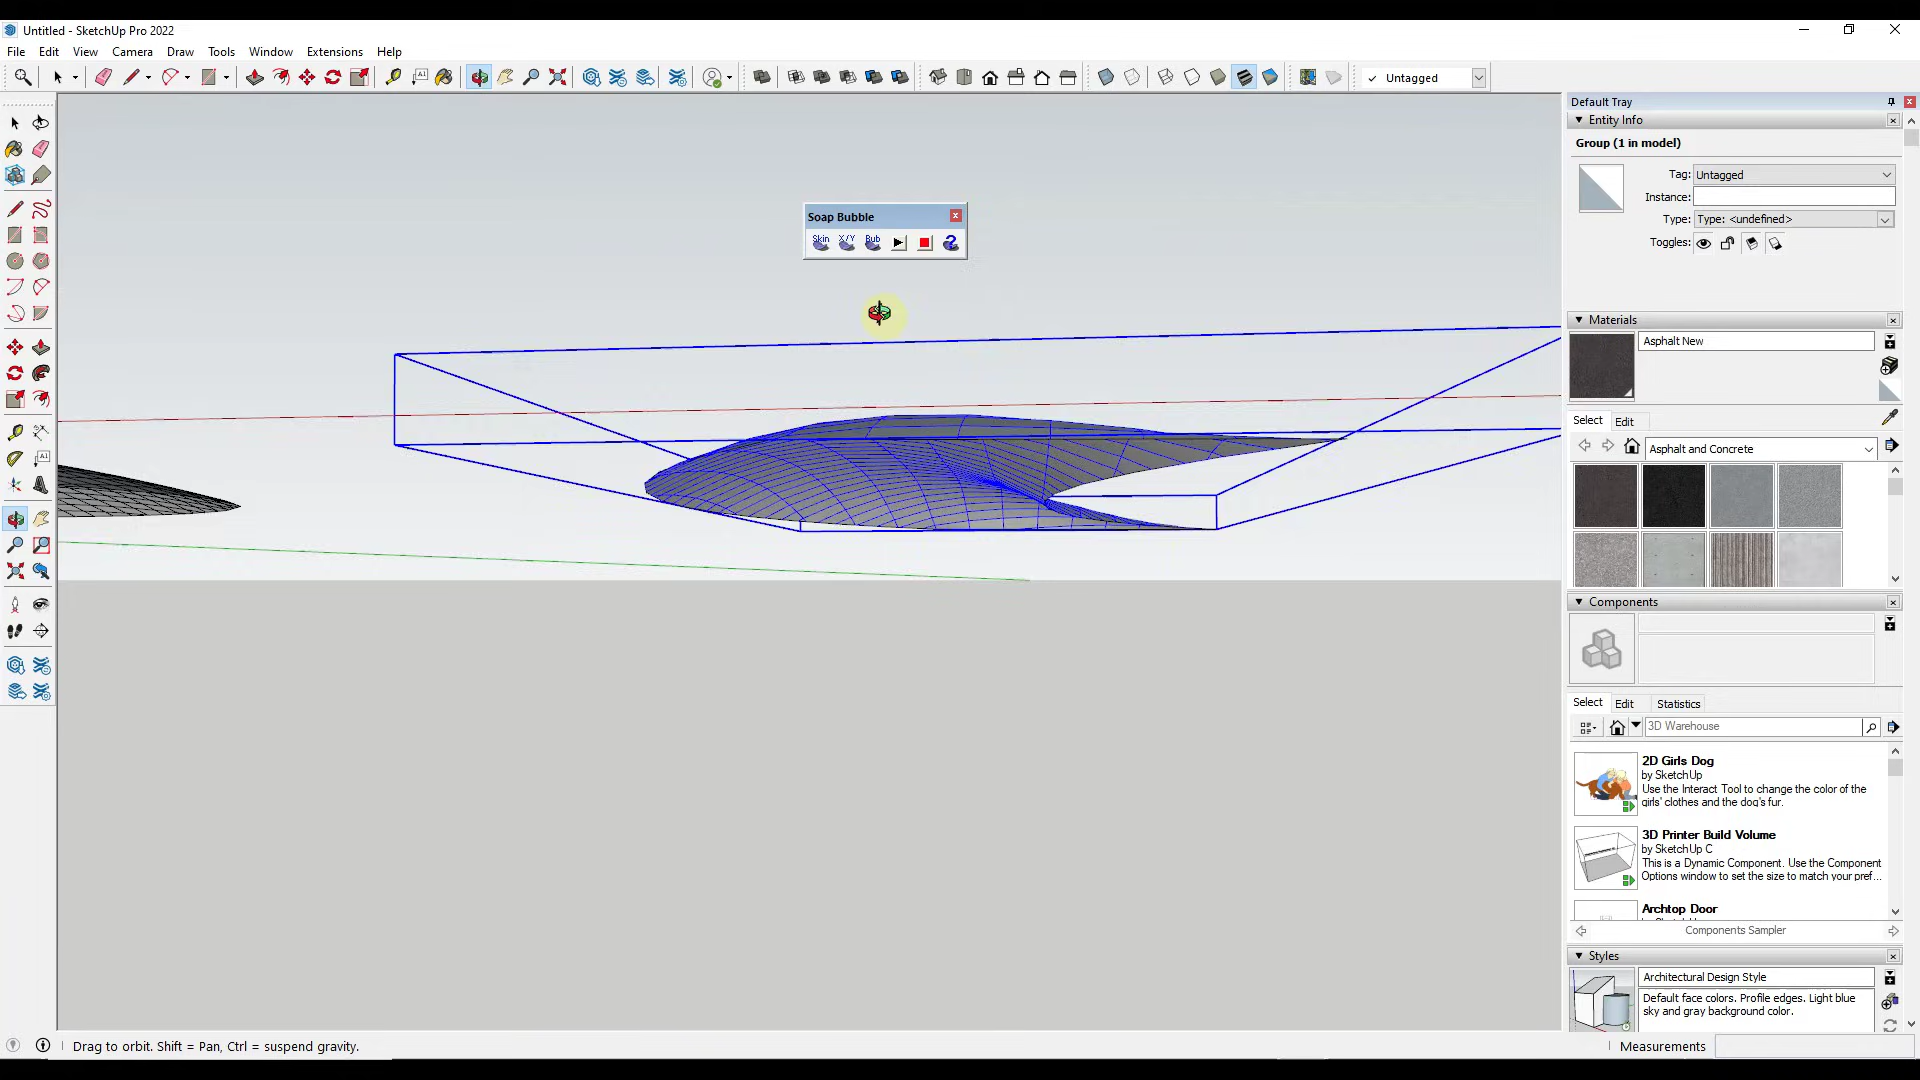 Untitled - SketchUp Pro 2022
File Edit View Camera Draw Tools Window Extensions Help
Untagged
Default Tray
Entity Info
Group (1 in model)
Tag: Untagged
Instance:
Type: Type: <undefined>
Toggles:
Soap Bubble
Skin X/Y Bub
Materials
Asphalt New
Select Edit
Asphalt and Concrete
Components
Select Edit Statistics
3D Warehouse
2D Girls Dog
by SketchUp
Use the Interact Tool to change the color of the
girls' clothes and the dog's fur.
3D Printer Build Volume
by SketchUp C
This is a Dynamic Component. Use the Component
Options window to set the size to match your pref...
Archtop Door
Components Sampler
Styles
Architectural Design Style
Default face colors. Profile edges. Light blue
sky and gray background color.
Drag to orbit. Shift = Pan, Ctrl = suspend gravity.
Measurements